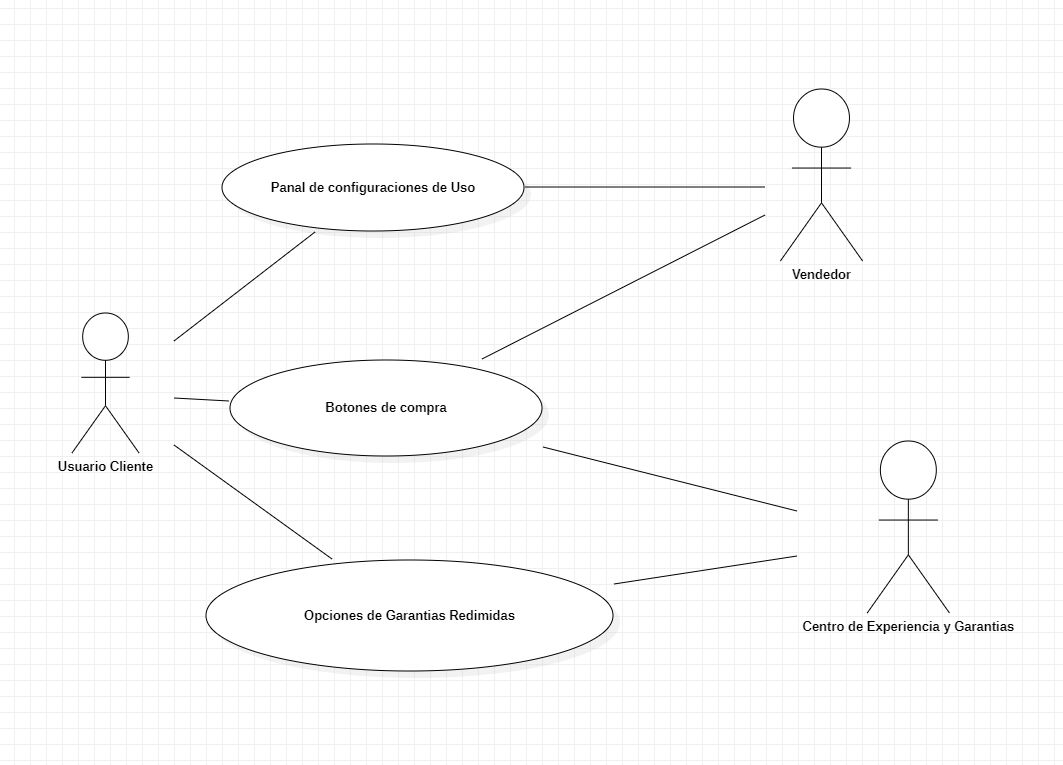 Panal de configuraciones de Uso
Vendedor
Botones de compra
Usuario Cliente
Opciones de Garantias Redimidas
Centro de Experiencia y Garantias